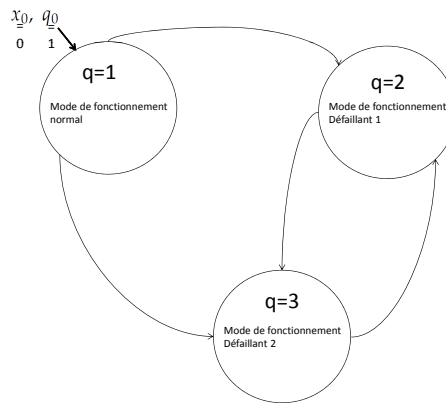 x₀, q₀
= =
0 1
q=1
Mode de fonctionnement
normal
q=2
Mode de fonctionnement
Défaillant 1
q=3
Mode de fonctionnement
Défaillant 2